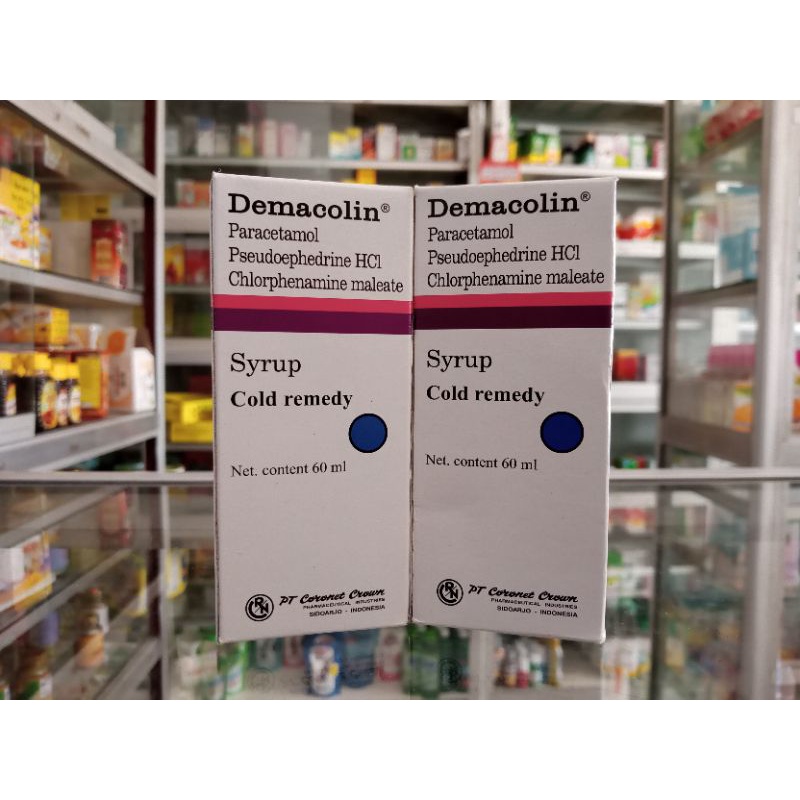 Demacolin®
Paracetamol
Pseudoephedrine HCl
Chlorphenamine maleate
Syrup
Cold remedy
Net. content 60 ml
PT Coronet Crown
PHARMACEUTICAL INDUSTRIES
SIDOARJO - INDONESIA
Demacolin®
Paracetamol
Pseudoephedrine HCl
Chlorphenamine maleate
Syrup
Cold remedy
Net. content 60 ml
PT Coronet Crown
PHARMACEUTICAL INDUSTRIES
SIDOARJO - INDONESIA